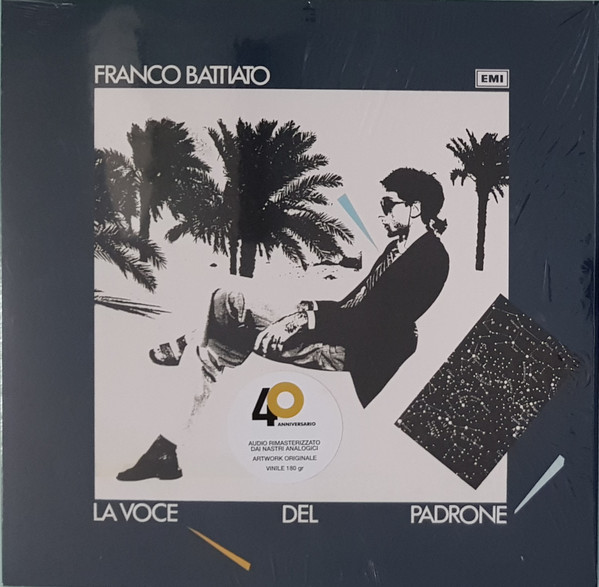 FRANCO BATTIATO
EMI
40
ANNIVERSARIO
AUDIO RIMASTERIZZATO
DAI NASTRI ANALOGICI
ARTWORK ORIGINALE
VINILE 180 gr
LA VOCE DEL PADRONE